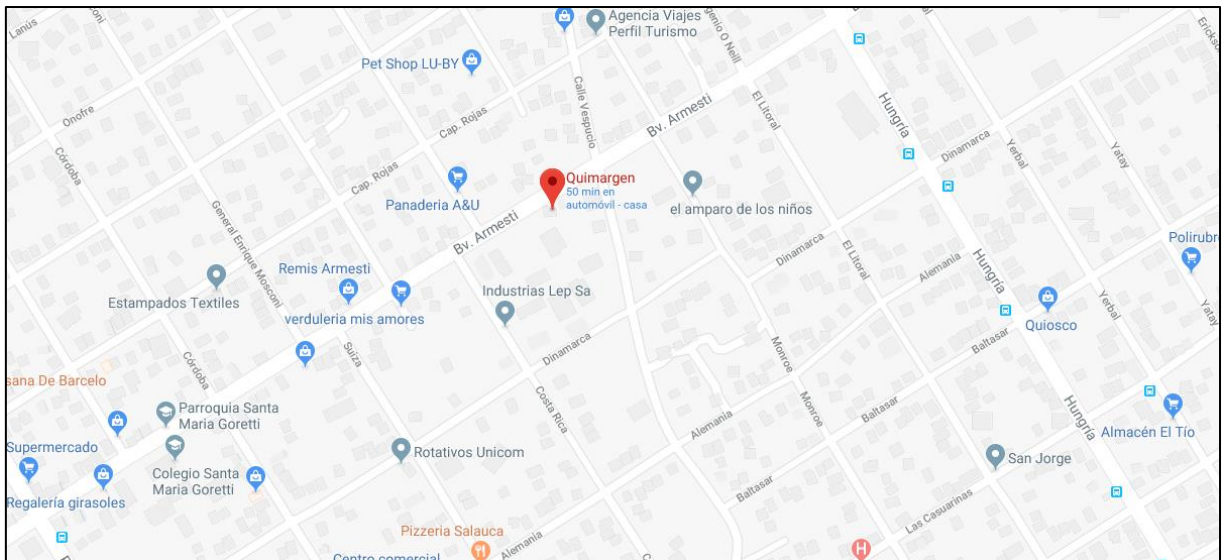 Lanús
Agencia Viajes
Perfil Turismo
Pet Shop LU-BY
Calle Vespucio
El Litoral
Hungría
Erickso
Onofre
Cap. Rojas
Bv. Armesti
Dinamarca
Yerbal
Yatay
Córdoba
Cap. Rojas
Quimargen
50 min en
automóvil - casa
Panaderia A&U
el amparo de los niños
General Enrique Mosconi
Bv. Armesti
Dinamarca
El Litoral
Alemania
Hungría
Polirubro
Remis Armesti
Estampados Textiles
verduleria mis amores
Industrias Lep Sa
Quiosco
Yerbal
Yatay
Suiza
Dinamarca
Monroe
Baltasar
Córdoba
sana De Barcelo
Costa Rica
Parroquia Santa
Maria Goretti
Alemania
Monroe
Baltasar
Hungría
Almacén El Tío
Supermercado
Colegio Santa
Maria Goretti
Rotativos Unicom
San Jorge
Regalería girasoles
Baltasar
Las Casuarinas
Pizzeria Salauca
Alemania
H
Centro comercial